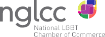 nglcc
National LGBT
Chamber of Commerce